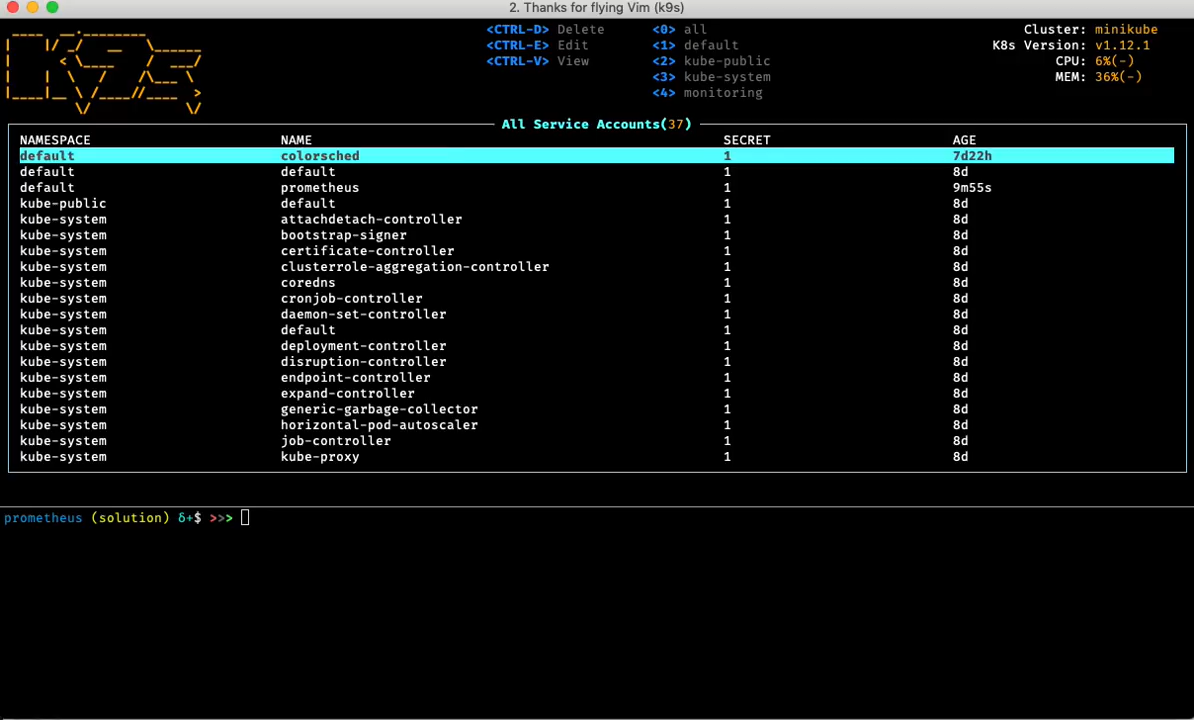 2. Thanks for flying Vim (k9s)
<CTRL-D> Delete <0> all Cluster: minikube
<CTRL-E> Edit <1> default K8s Version: v1.12.1
<CTRL-V> View <2> kube-public CPU: 6%(-)
<3> kube-system MEM: 36%(-)
<4> monitoring
All Service Accounts(37)
NAMESPACE NAME SECRET AGE
default colorsched 1 7d22h
default default 1 8d
default prometheus 1 9m55s
kube-public default 1 8d
kube-system attachdetach-controller 1 8d
kube-system bootstrap-signer 1 8d
kube-system certificate-controller 1 8d
kube-system clusterrole-aggregation-controller 1 8d
kube-system coredns 1 8d
kube-system cronjob-controller 1 8d
kube-system daemon-set-controller 1 8d
kube-system default 1 8d
kube-system deployment-controller 1 8d
kube-system disruption-controller 1 8d
kube-system endpoint-controller 1 8d
kube-system expand-controller 1 8d
kube-system generic-garbage-collector 1 8d
kube-system horizontal-pod-autoscaler 1 8d
kube-system job-controller 1 8d
kube-system kube-proxy 1 8d
prometheus (solution) δ+$ >>>